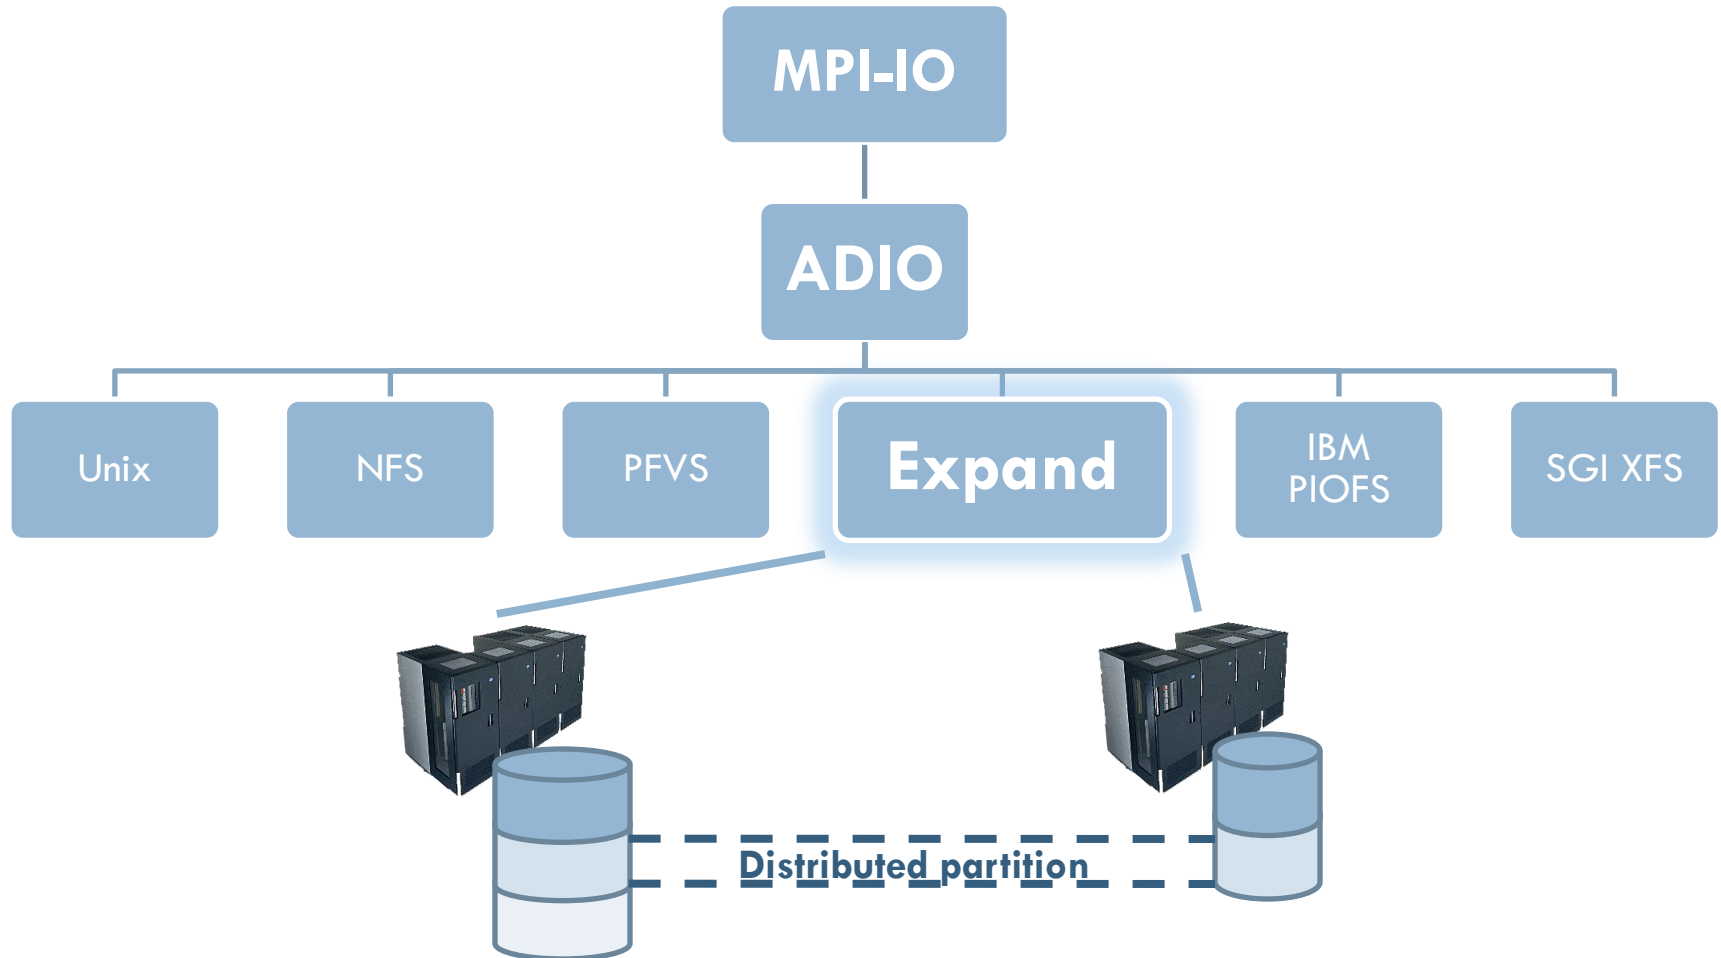 MPI-IO
ADIO
Unix
NFS
PFVS
Expand
IBM
PIOFS
SGI XFS
Distributed partition